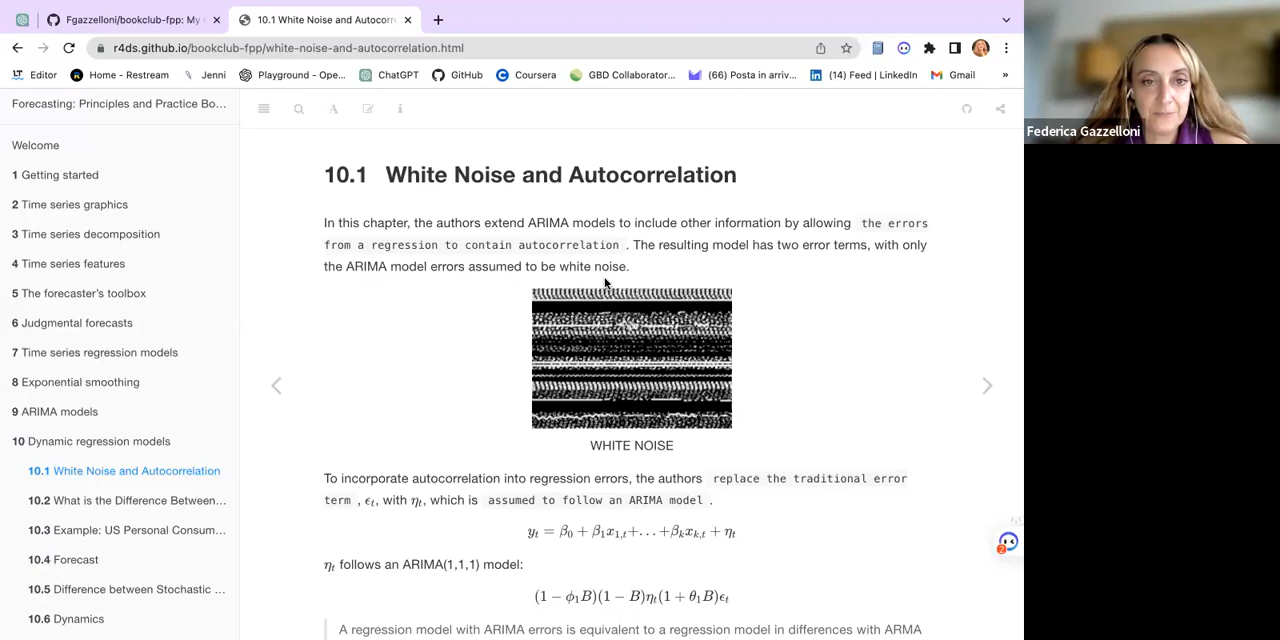 Fgazzelloni/bookclub-fpp: My
10.1 White Noise and Autocorr
r4ds.github.io/bookclub-fpp/white-noise-and-autocorrelation.html
LT Editor
Home - Restream
Jenni
Playground - Ope...
ChatGPT
GitHub
Coursera
GBD Collaborator...
(66) Posta in arriv...
(14) Feed | LinkedIn
Gmail
»
Forecasting: Principles and Practice Bo...
Welcome
1 Getting started
2 Time series graphics
3 Time series decomposition
4 Time series features
5 The forecaster's toolbox
6 Judgmental forecasts
7 Time series regression models
8 Exponential smoothing
9 ARIMA models
10 Dynamic regression models
10.1 White Noise and Autocorrelation
10.2 What is the Difference Between...
10.3 Example: US Personal Consum...
10.4 Forecast
10.5 Difference between Stochastic ...
10.6 Dynamics
10.1 White Noise and Autocorrelation
In this chapter, the authors extend ARIMA models to include other information by allowing the errors
from a regression to contain autocorrelation . The resulting model has two error terms, with only
the ARIMA model errors assumed to be white noise.
WHITE NOISE
To incorporate autocorrelation into regression errors, the authors replace the traditional error
term , ϵt, with ηt, which is assumed to follow an ARIMA model .
yt = β0 + β1x1,t+...+βkxk,t + ηt
ηt follows an ARIMA(1,1,1) model:
(1 − ϕ1B)(1 − B)ηt(1 + θ1B)ϵt
A regression model with ARIMA errors is equivalent to a regression model in differences with ARMA
2
Federica Gazzelloni